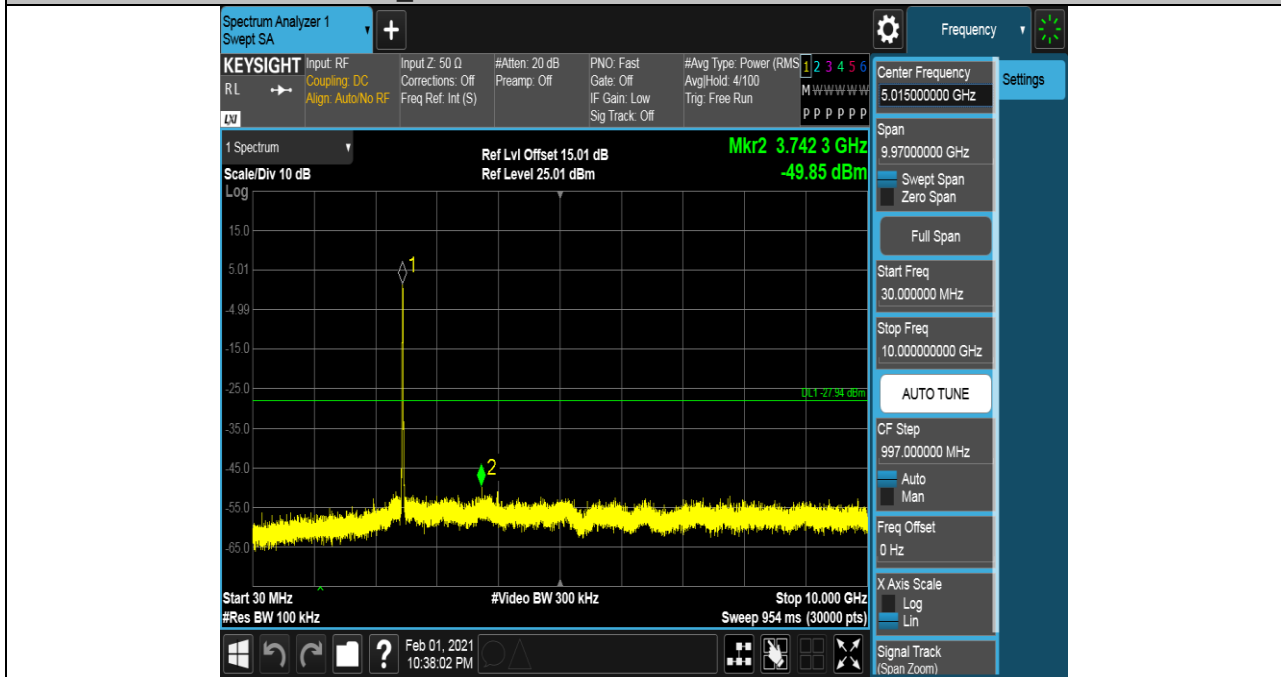 Spectrum Analyzer 1
Swept SA
+
Frequency
KEYSIGHT
RL
LXI
Input: RF
Coupling: DC
Align: Auto/No RF
Input Z: 50 Ω
Corrections: Off
Freq Ref: Int (S)
#Atten: 20 dB
Preamp: Off
PNO: Fast
Gate: Off
IF Gain: Low
Sig Track: Off
#Avg Type: Power (RMS
Avg|Hold: 4/100
Trig: Free Run
1 2 3 4 5 6
M W W W W W
P P P P P P
Center Frequency
5.015000000 GHz
Settings
1 Spectrum
Scale/Div 10 dB
Ref Lvl Offset 15.01 dB
Ref Level 25.01 dBm
Mkr2 3.742 3 GHz
-49.85 dBm
Log
15.0
5.01
-4.99
-15.0
-25.0
-35.0
-45.0
-55.0
-65.0
1
2
DL1 -27.94 dBm
Start 30 MHz
#Res BW 100 kHz
#Video BW 300 kHz
Stop 10.000 GHz
Sweep 954 ms (30000 pts)
Span
9.97000000 GHz
Swept Span
Zero Span
Full Span
Start Freq
30.000000 MHz
Stop Freq
10.000000000 GHz
AUTO TUNE
CF Step
997.000000 MHz
Auto
Man
Freq Offset
0 Hz
X Axis Scale
Log
Lin
Signal Track
(Span Zoom)
?
Feb 01, 2021
10:38:02 PM